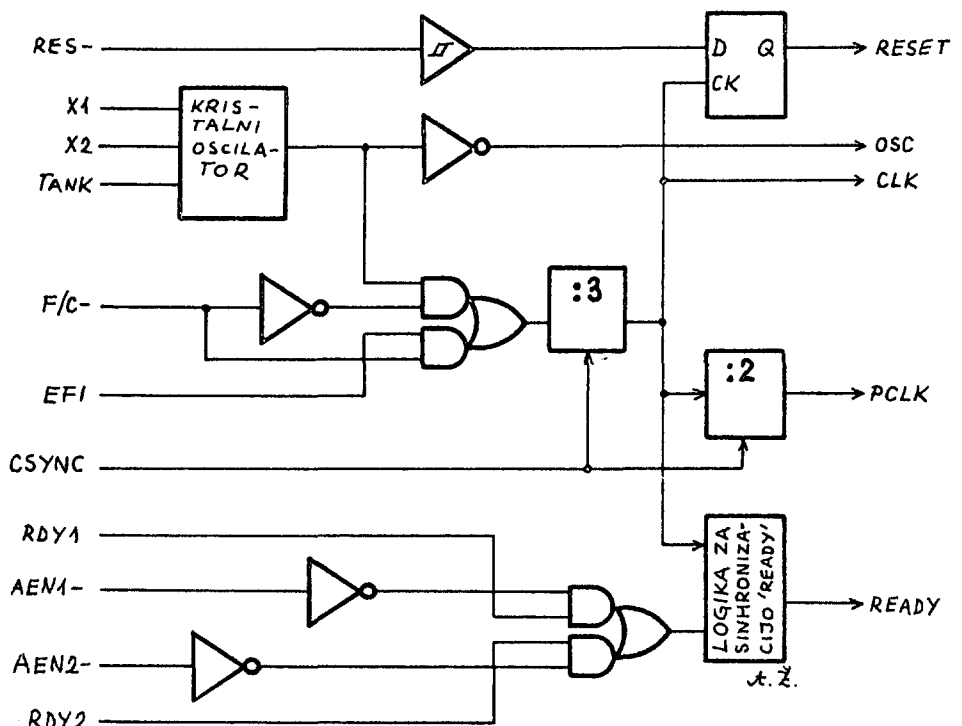 RES-
D Q
RESET
CK
X1
X2
TANK
KRIS-
TALNI
OSCILA-
TOR
OSC
CLK
F/C-
:3
EFI
:2
PCLK
CSYNC
RDY1
AEN1-
AEN2-
RDY2
LOGIKA ZA
SINHRONIZA-
CIJO 'READY'
READY
A.Ž.